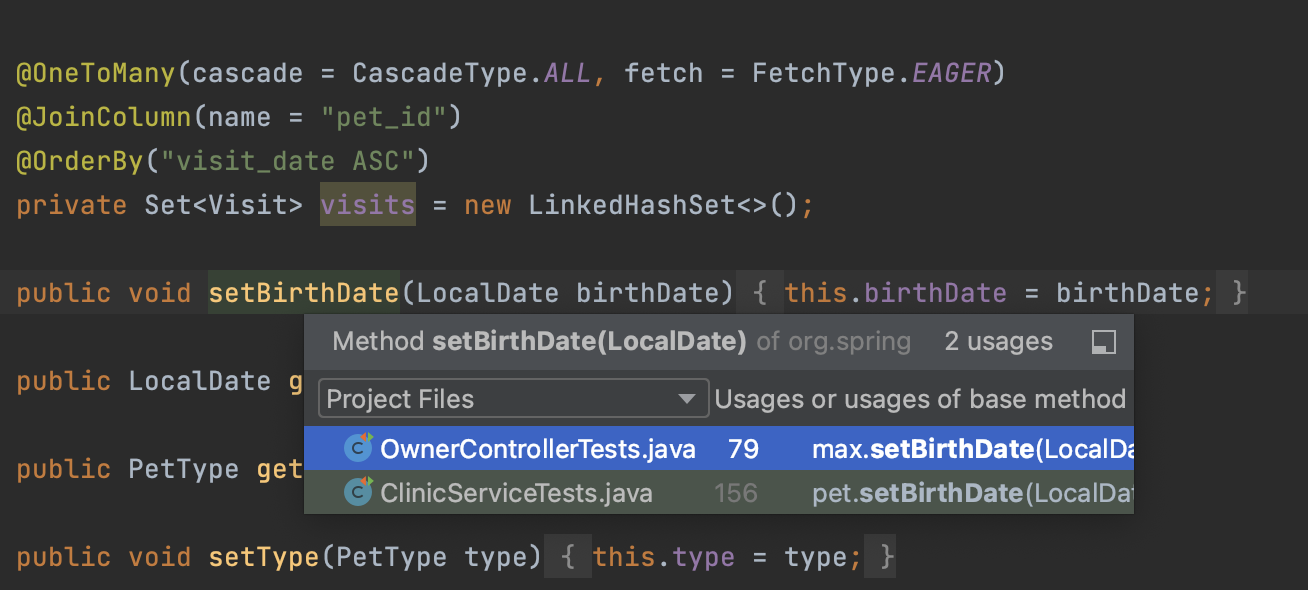 @OneToMany(cascade = CascadeType.ALL, fetch = FetchType.EAGER)
@JoinColumn(name = "pet_id")
@OrderBy("visit_date ASC")
private Set<Visit> visits = new LinkedHashSet<>();
public void setBirthDate(LocalDate birthDate) { this.birthDate = birthDate; }
Method setBirthDate(LocalDate) of org.spring 2 usages
public LocalDate g
Project Files Usages or usages of base method
OwnerControllerTests.java 79 max.setBirthDate(LocalDa
public PetType get
ClinicServiceTests.java 156 pet.setBirthDate(LocalDat
public void setType(PetType type) { this.type = type; }